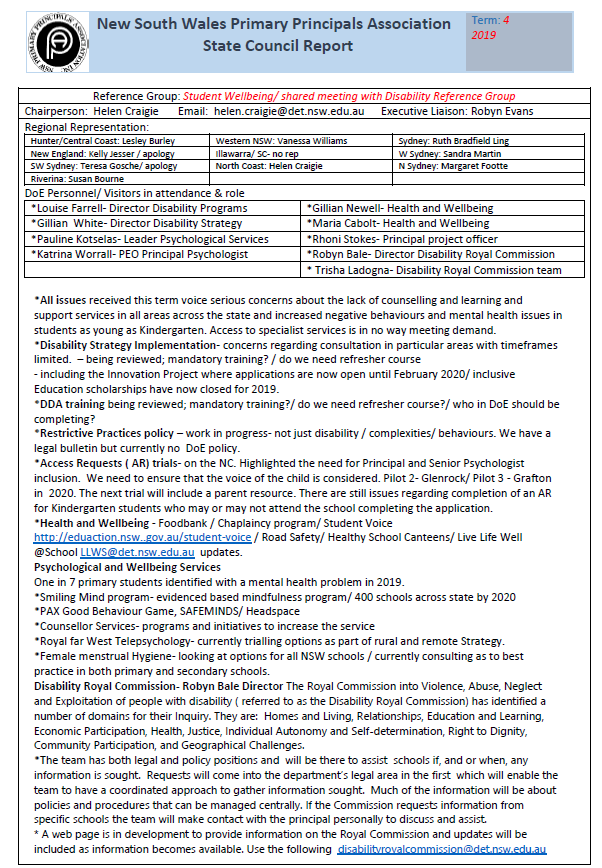 New South Wales Primary Principals Association
State Council Report
Term: 4
2019
NSW PRIMARY PRINCIPALS ASSOCIATION INC.
Reference Group: Student Wellbeing/ shared meeting with Disability Reference Group
Chairperson: Helen Craigie Email: helen.craigie@det.nsw.edu.au Executive Liaison: Robyn Evans
Regional Representation:
Hunter/Central Coast: Lesley Burley Western NSW: Vanessa Williams Sydney: Ruth Bradfield Ling
New England: Kelly Jesser / apology Illawarra/ SC- no rep W Sydney: Sandra Martin
SW Sydney: Teresa Gosche/ apology North Coast: Helen Craigie N Sydney: Margaret Footte
Riverina: Susan Bourne
DoE Personnel/ Visitors in attendance & role
*Louise Farrell- Director Disability Programs *Gillian Newell- Health and Wellbeing
*Gillian White- Director Disability Strategy *Maria Cabolt- Health and Wellbeing
*Pauline Kotselas- Leader Psychological Services *Rhoni Stokes- Principal project officer
*Katrina Worrall- PEO Principal Psychologist *Robyn Bale- Director Disability Royal Commission
* Trisha Ladogna- Disability Royal Commission team
*All issues received this term voice serious concerns about the lack of counselling and learning and
support services in all areas across the state and increased negative behaviours and mental health issues in
students as young as Kindergarten. Access to specialist services is in no way meeting demand.
*Disability Strategy Implementation- concerns regarding consultation in particular areas with timeframes
limited. – being reviewed; mandatory training? / do we need refresher course
- including the Innovation Project where applications are now open until February 2020/ inclusive
Education scholarships have now closed for 2019.
*DDA training being reviewed; mandatory training?/ do we need refresher course?/ who in DoE should be
completing?
*Restrictive Practices policy – work in progress- not just disability / complexities/ behaviours. We have a
legal bulletin but currently no DoE policy.
*Access Requests ( AR) trials- on the NC. Highlighted the need for Principal and Senior Psychologist
inclusion. We need to ensure that the voice of the child is considered. Pilot 2- Glenrock/ Pilot 3 - Grafton
in 2020. The next trial will include a parent resource. There are still issues regarding completion of an AR
for Kindergarten students who may or may not attend the school completing the application.
*Health and Wellbeing - Foodbank / Chaplaincy program/ Student Voice
http://eduaction.nsw..gov.au/student-voice / Road Safety/ Healthy School Canteens/ Live Life Well
@School LLWS@det.nsw.edu.au updates.
Psychological and Wellbeing Services
One in 7 primary students identified with a mental health problem in 2019.
*Smiling Mind program- evidenced based mindfulness program/ 400 schools across state by 2020
*PAX Good Behaviour Game, SAFEMINDS/ Headspace
*Counsellor Services- programs and initiatives to increase the service
*Royal far West Telepsychology- currently trialling options as part of rural and remote Strategy.
*Female menstrual Hygiene- looking at options for all NSW schools / currently consulting as to best
practice in both primary and secondary schools.
Disability Royal Commission- Robyn Bale Director The Royal Commission into Violence, Abuse, Neglect
and Exploitation of people with disability ( referred to as the Disability Royal Commission) has identified a
number of domains for their Inquiry. They are: Homes and Living, Relationships, Education and Learning,
Economic Participation, Health, Justice, Individual Autonomy and Self-determination, Right to Dignity,
Community Participation, and Geographical Challenges.
*The team has both legal and policy positions and will be there to assist schools if, and or when, any
information is sought. Requests will come into the department's legal area in the first which will enable the
team to have a coordinated approach to gather information sought. Much of the information will be about
policies and procedures that can be managed centrally. If the Commission requests information from
specific schools the team will make contact with the principal personally to discuss and assist.
* A web page is in development to provide information on the Royal Commission and updates will be
included as information becomes available. Use the following disabilityroyalcommission@det.nsw.edu.au